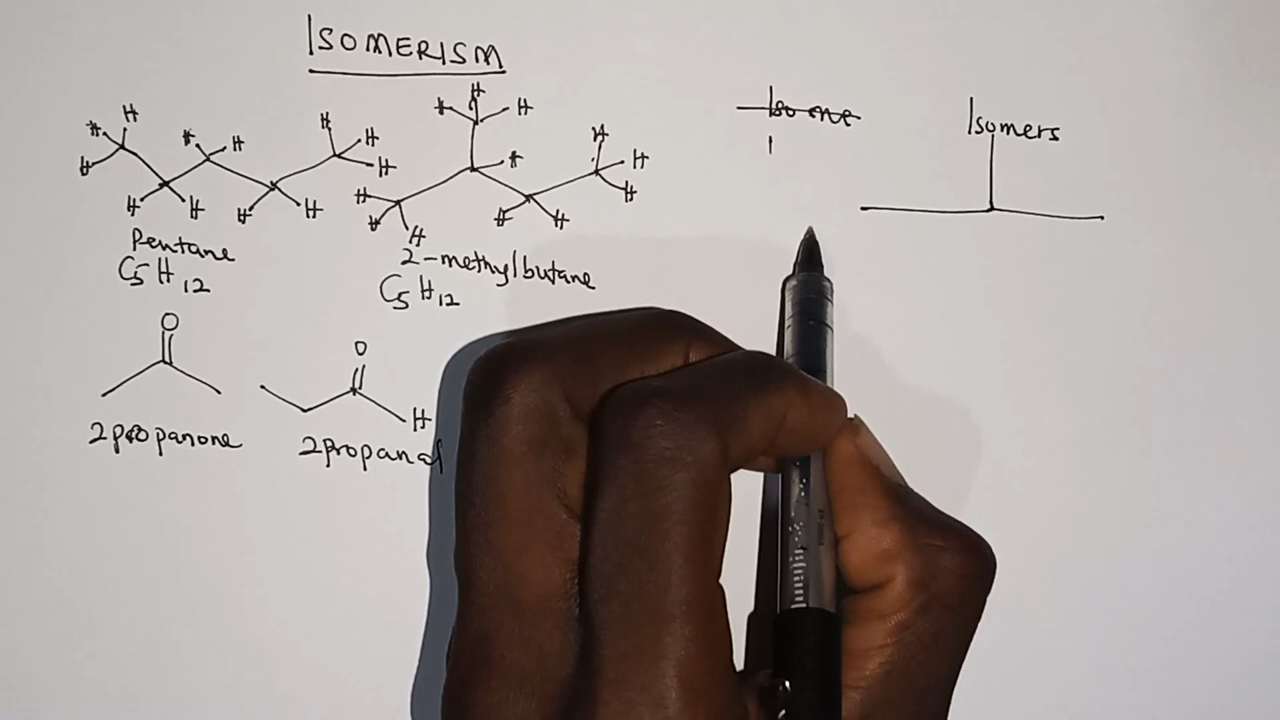 ISOMERISM
Isomers
Pentane
C5H12
2-methylbutane
C5H12
O
O
H
2propanone
2propanal